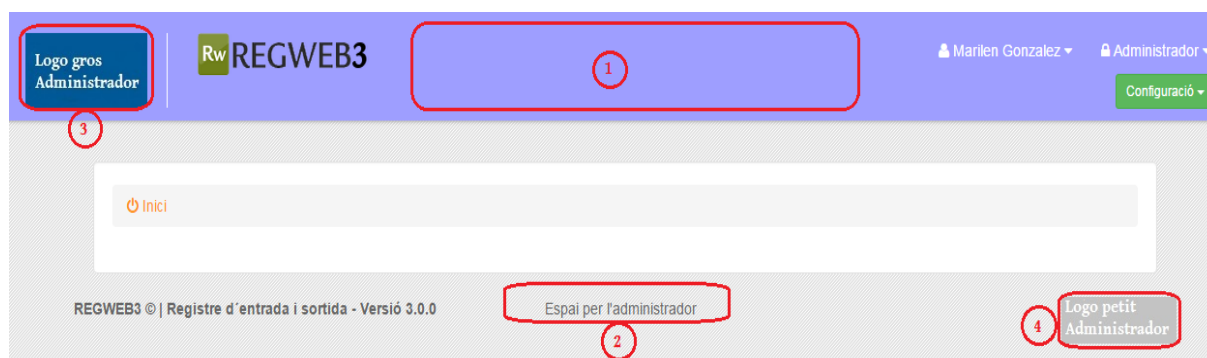 Logo gros
Administrador
Rw REGWEB3
1
Marilen Gonzalez
Administrador
Configuració
3
Inici
REGWEB3 © | Registre d´entrada i sortida - Versió 3.0.0
Espai per l'administrador
2
Logo petit
Administrador
4